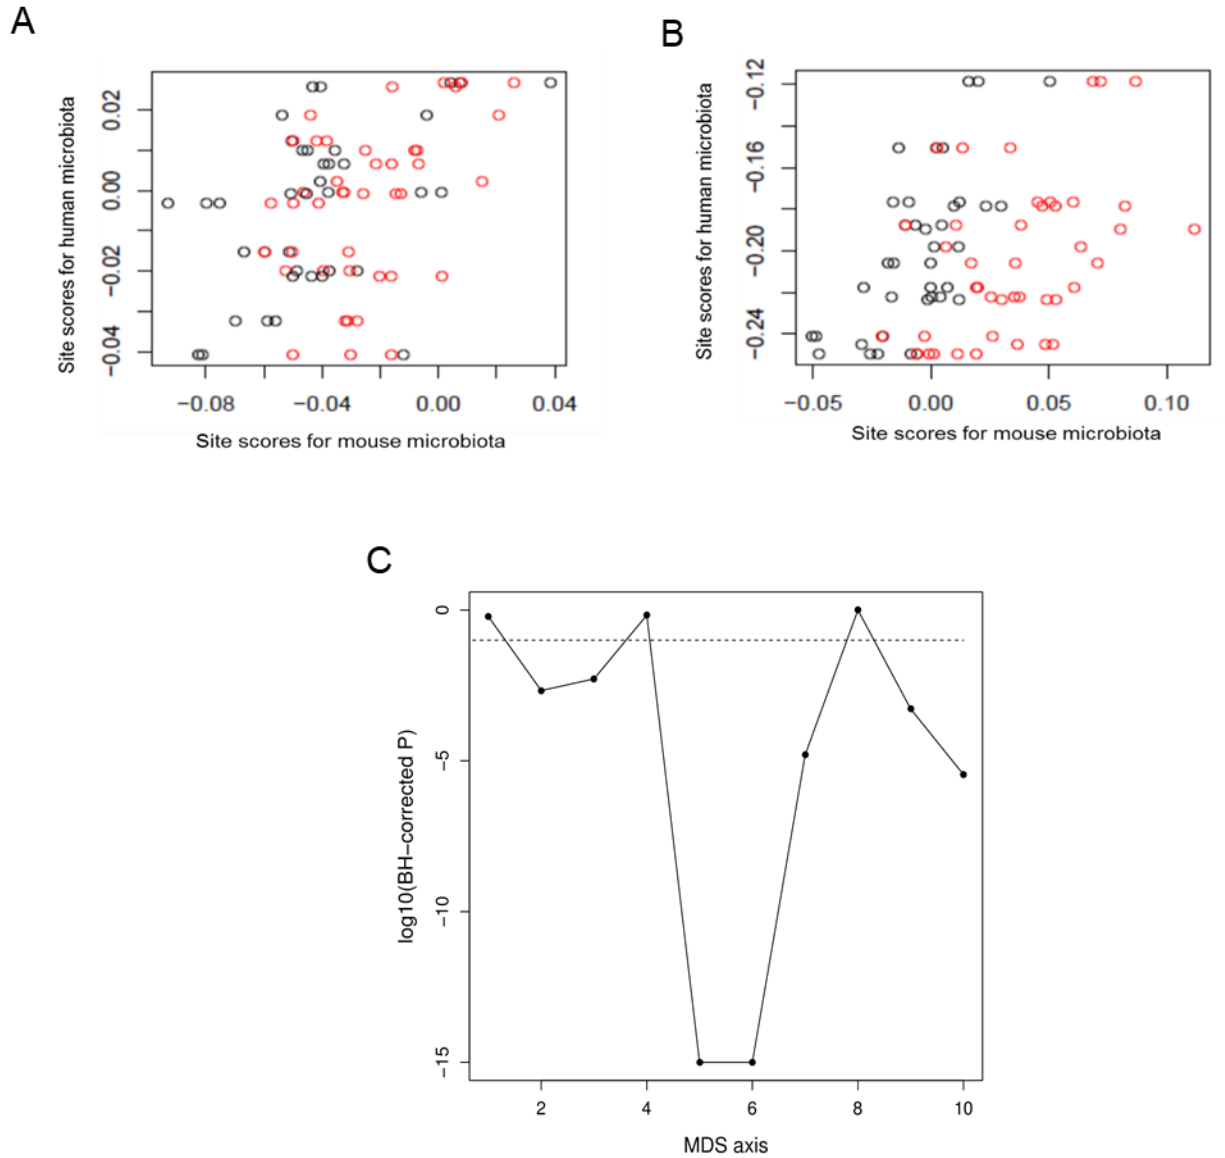 A
Site scores for human microbiota
0.02
0.00
−0.02
−0.04
−0.08
−0.04
0.00
0.04
Site scores for mouse microbiota
B
Site scores for human microbiota
−0.12
−0.16
−0.20
−0.24
−0.05
0.00
0.05
0.10
Site scores for mouse microbiota
C
log10(BH−corrected P)
0
−5
−10
−15
2
4
6
8
10
MDS axis